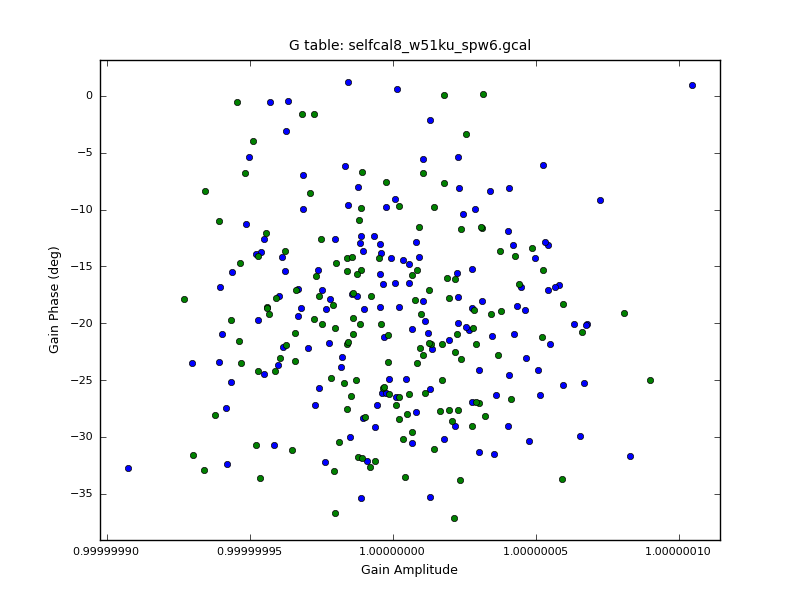 G table: selfcal8_w51ku_spw6.gcal
0
−5
−10
−15
−20
−25
−30
−35
Gain Phase (deg)
0.99999990 0.99999995 1.00000000 1.00000005 1.00000010
Gain Amplitude